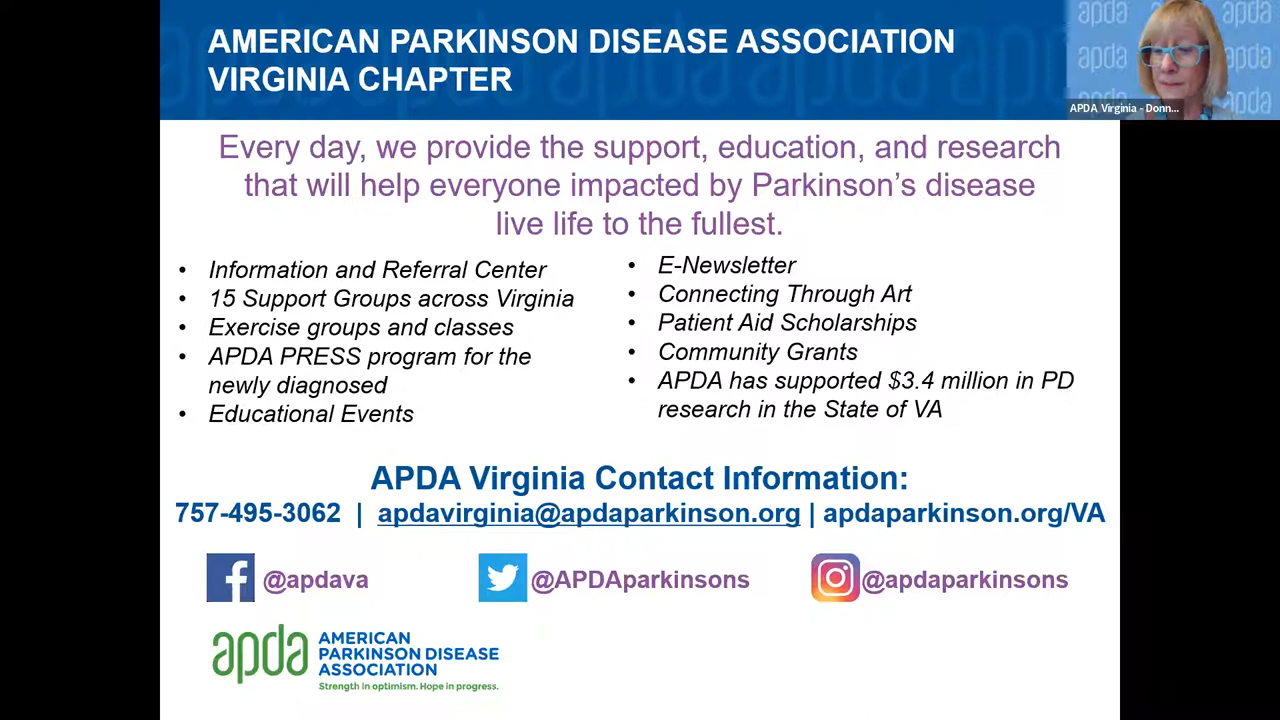 AMERICAN PARKINSON DISEASE ASSOCIATION
VIRGINIA CHAPTER
apda
apda
apda
apda
apda
APDA Virginia - Donn...
Every day, we provide the support, education, and research
that will help everyone impacted by Parkinson's disease
live life to the fullest.
• Information and Referral Center
• 15 Support Groups across Virginia
• Exercise groups and classes
• APDA PRESS program for the
newly diagnosed
• Educational Events
• E-Newsletter
• Connecting Through Art
• Patient Aid Scholarships
• Community Grants
• APDA has supported $3.4 million in PD
research in the State of VA
APDA Virginia Contact Information:
757-495-3062 | apdavirginia@apdaparkinson.org | apdaparkinson.org/VA
@apdava
@APDAparkinsons
@apdaparkinsons
apda
AMERICAN
PARKINSON DISEASE
ASSOCIATION
Strength in optimism. Hope in progress.